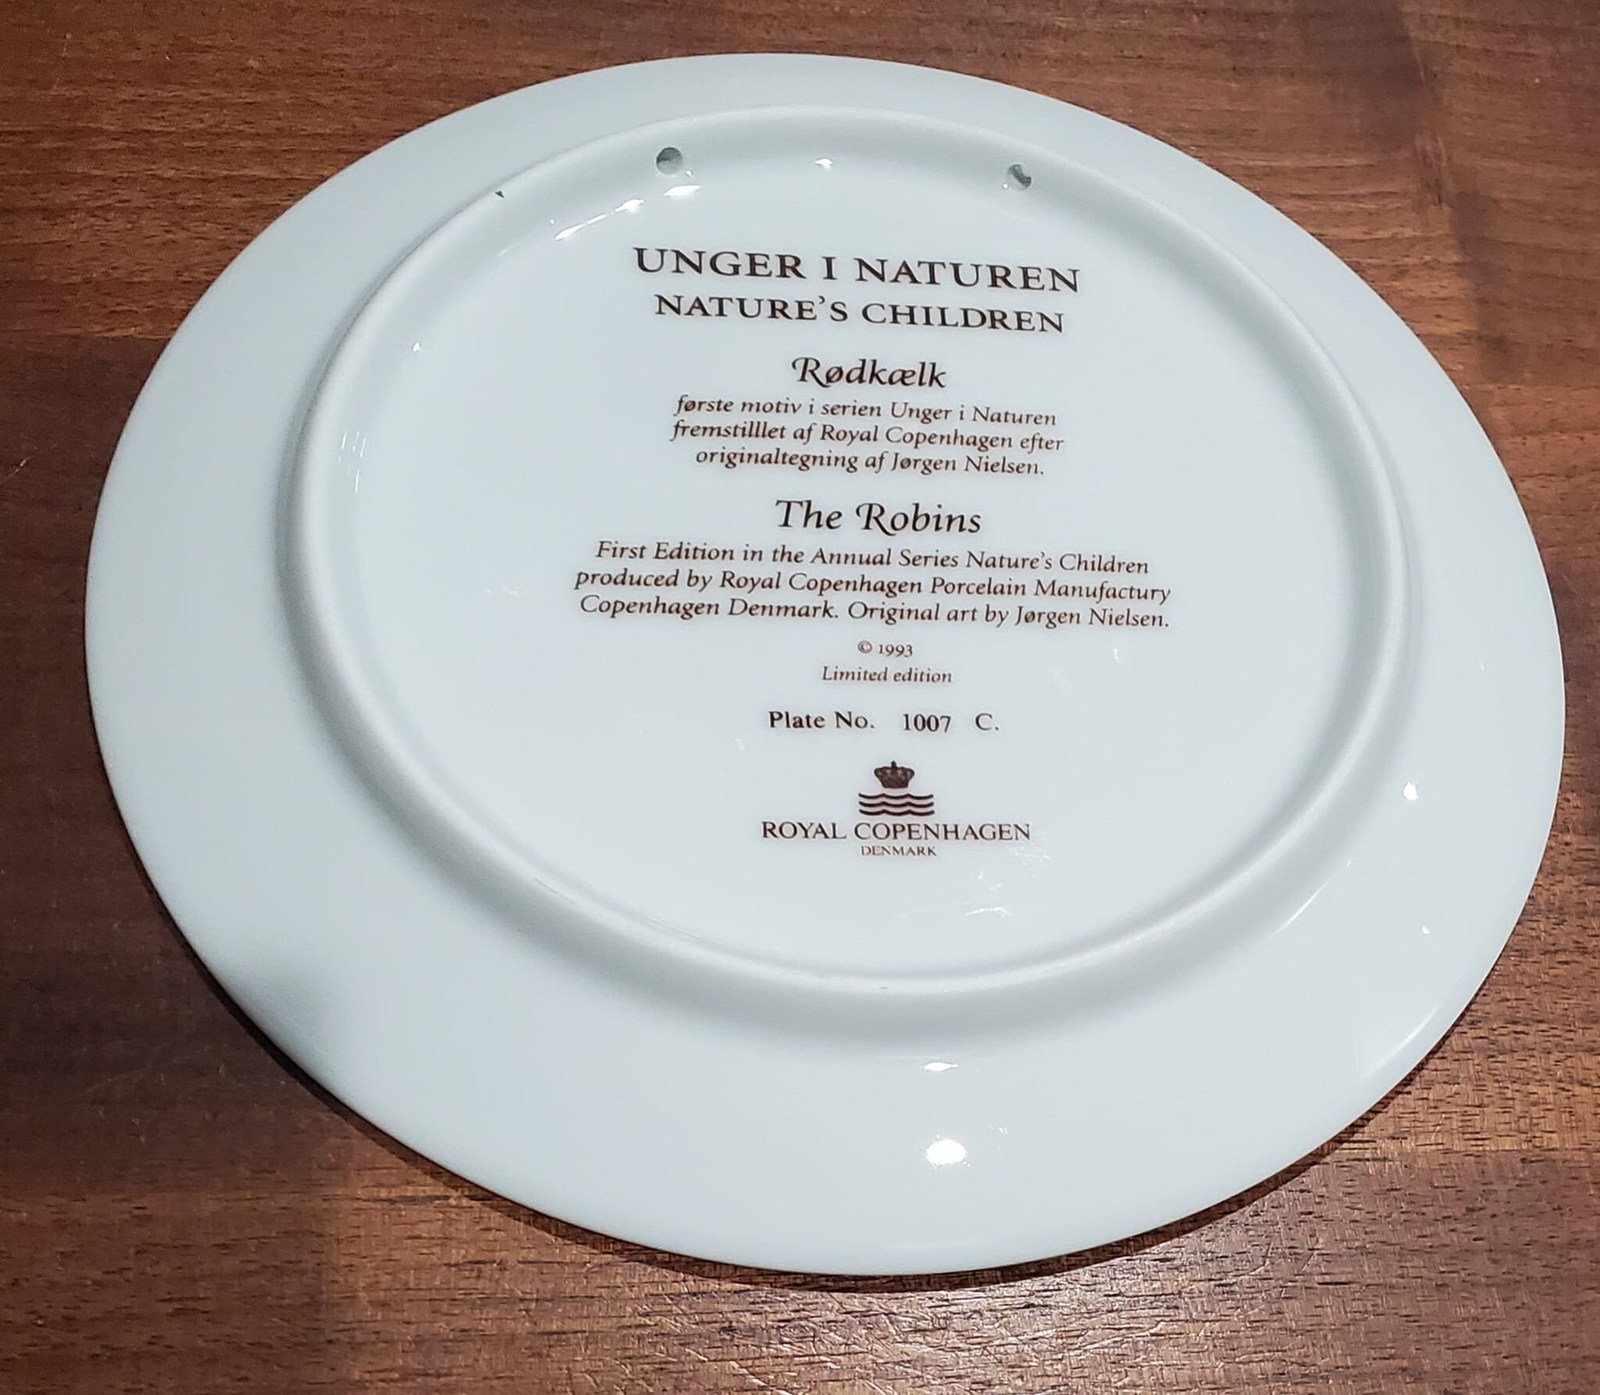 UNGER I NATUREN
NATURE'S CHILDREN
Rødkælk
første motiv i serien Unger i Naturen
fremstilllet af Royal Copenhagen efter
originaltegning af Jørgen Nielsen.
The Robins
First Edition in the Annual Series Nature's Children
produced by Royal Copenhagen Porcelain Manufactury
Copenhagen Denmark. Original art by Jørgen Nielsen.
© 1993
Limited edition
Plate No. 1007 C.
ROYAL COPENHAGEN
DENMARK